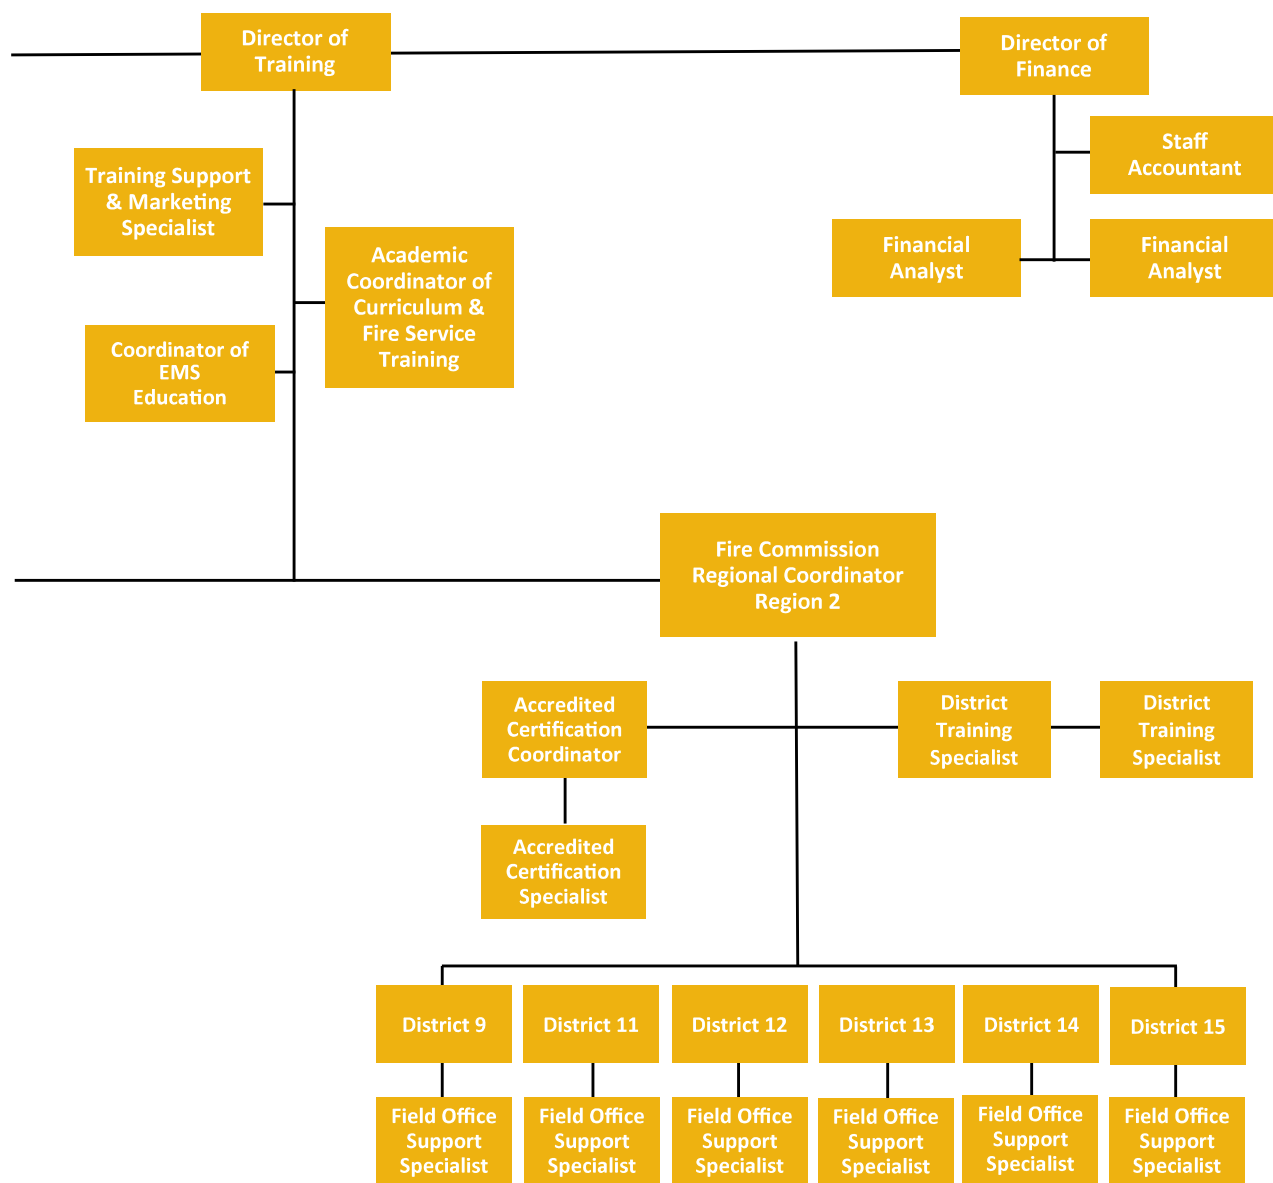 Director of
Training
Director of
Finance
Staff
Accountant
Training Support
& Marketing
Specialist
Financial
Analyst
Financial
Analyst
Academic
Coordinator of
Curriculum &
Fire Service
Training
Coordinator of
EMS
Education
Fire Commission
Regional Coordinator
Region 2
Accredited
Certification
Coordinator
District
Training
Specialist
District
Training
Specialist
Accredited
Certification
Specialist
District 9
District 11
District 12
District 13
District 14
District 15
Field Office
Support
Specialist
Field Office
Support
Specialist
Field Office
Support
Specialist
Field Office
Support
Specialist
Field Office
Support
Specialist
Field Office
Support
Specialist